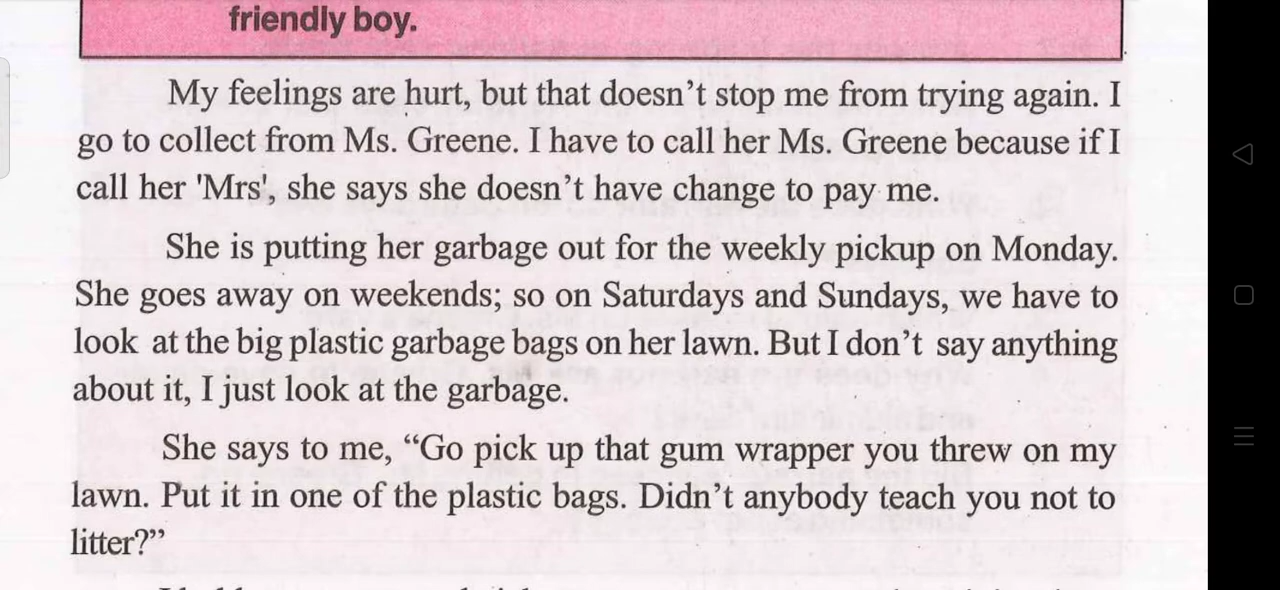 friendly boy.
My feelings are hurt, but that doesn’t stop me from trying again. I
go to collect from Ms. Greene. I have to call her Ms. Greene because if I
call her 'Mrs', she says she doesn’t have change to pay me.
She is putting her garbage out for the weekly pickup on Monday.
She goes away on weekends; so on Saturdays and Sundays, we have to
look at the big plastic garbage bags on her lawn. But I don’t say anything
about it, I just look at the garbage.
She says to me, “Go pick up that gum wrapper you threw on my
lawn. Put it in one of the plastic bags. Didn’t anybody teach you not to
litter?”